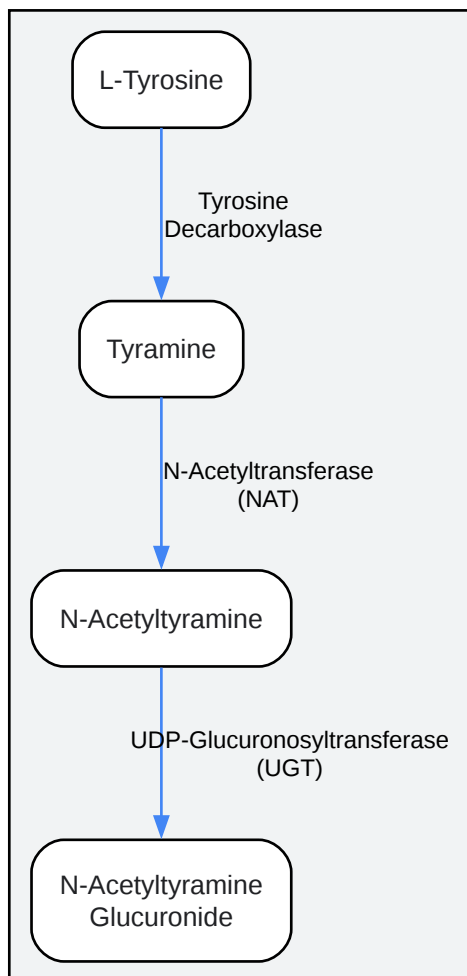 L-Tyrosine
Tyrosine
Decarboxylase
Tyramine
N-Acetyltransferase
(NAT)
N-Acetyltyramine
UDP-Glucuronosyltransferase
(UGT)
N-Acetyltyramine
Glucuronide